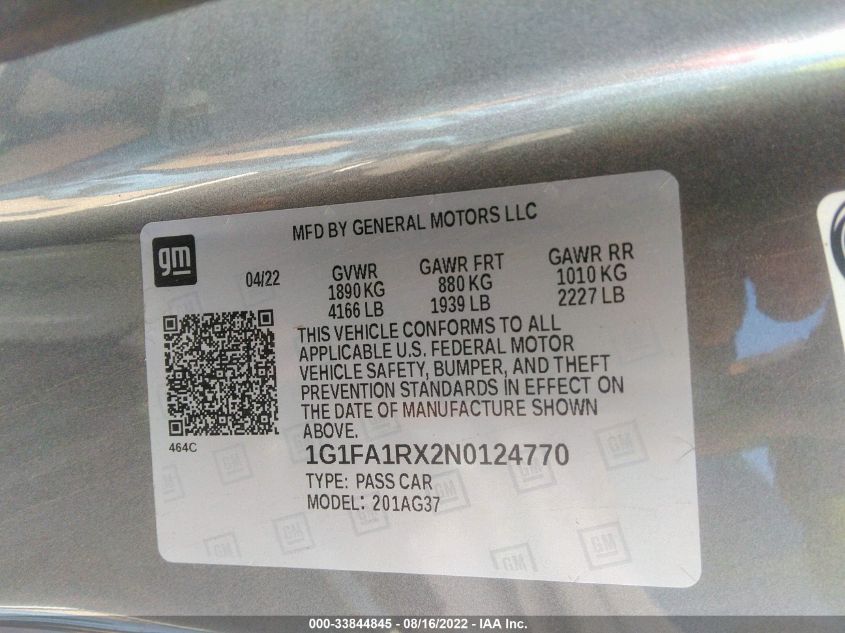 MFD BY GENERAL MOTORS LLC
gm
04/22
GVWR GAWR FRT GAWR RR
1890 KG 880 KG 1010 KG
4166 LB 1939 LB 2227 LB
THIS VEHICLE CONFORMS TO ALL
APPLICABLE U.S. FEDERAL MOTOR
VEHICLE SAFETY, BUMPER, AND THEFT
PREVENTION STANDARDS IN EFFECT ON
THE DATE OF MANUFACTURE SHOWN
ABOVE.
464C
1G1FA1RX2N0124770
TYPE: PASS CAR
MODEL: 201AG37
000-33844845 - 08/16/2022 - IAA Inc.